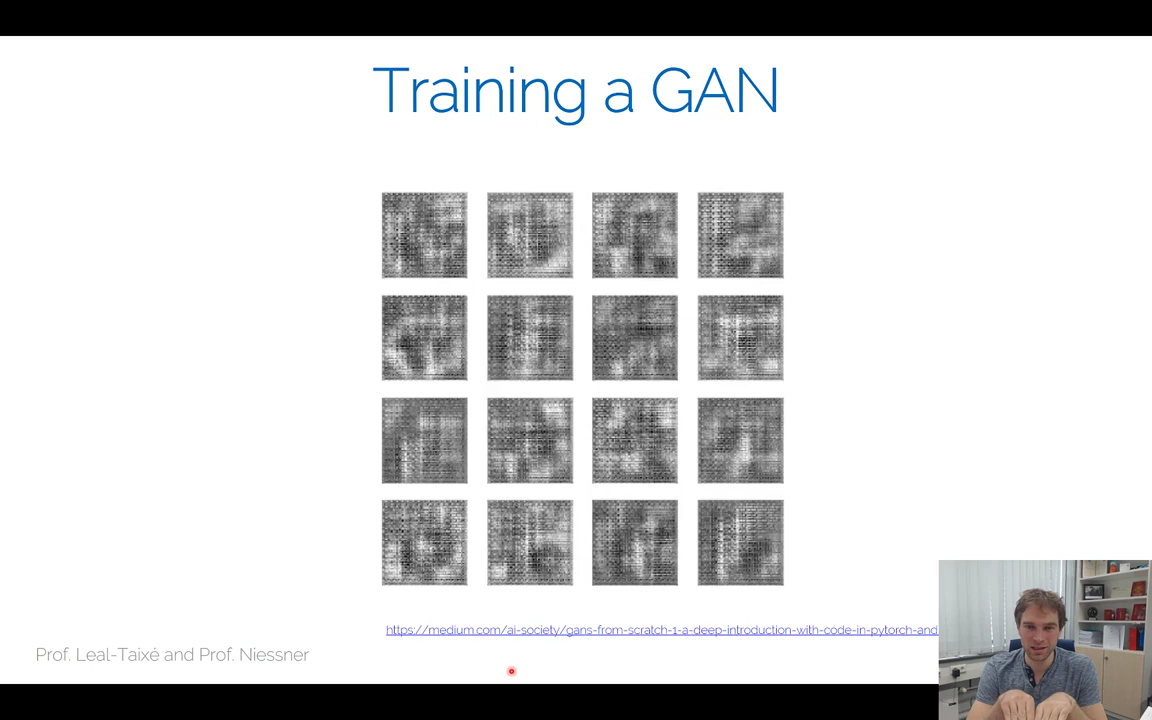 Training a GAN
https://medium.com/ai-society/gans-from-scratch-1-a-deep-introduction-with-code-in-pytorch-and
Prof. Leal-Taixé and Prof. Niessner